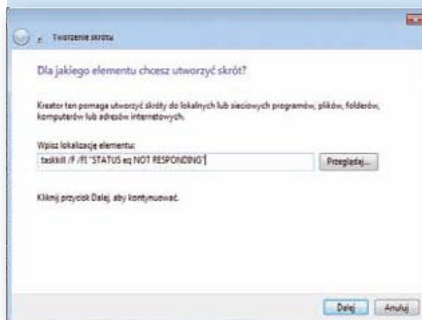 Tworzenie skrótu
Dla jakiego elementu chcesz utworzyć skrót?
Kreator ten pomaga utworzyć skróty do lokalnych lub sieciowych programów, plików, folderów,
komputerów lub adresów internetowych.
Wpisz lokalizację elementu:
taskkill /F /FI "STATUS eq NOT RESPONDING"
Przeglądaj...
Kliknij przycisk Dalej, aby kontynuować.
Dalej
Anuluj